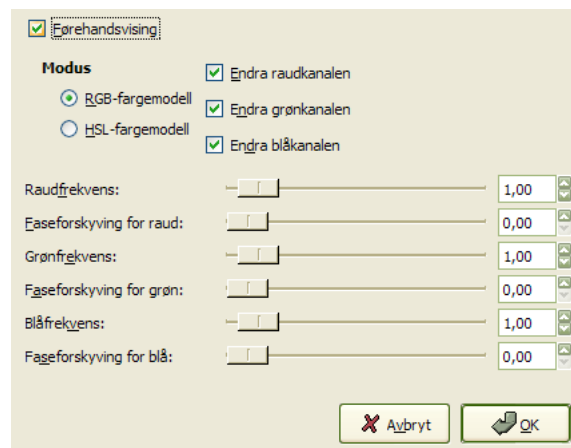 Førehandsvising
Modus
RGB-fargemodell
HSL-fargemodell
Endra raudkanalen
Endra grønkanalen
Endra blåkanalen
Raudfrekvens: 1,00
Faseforskyving for raud: 0,00
Grønfrekvens: 1,00
Faseforskyving for grøn: 0,00
Blåfrekvens: 1,00
Faseforskyving for blå: 0,00
Avbryt OK